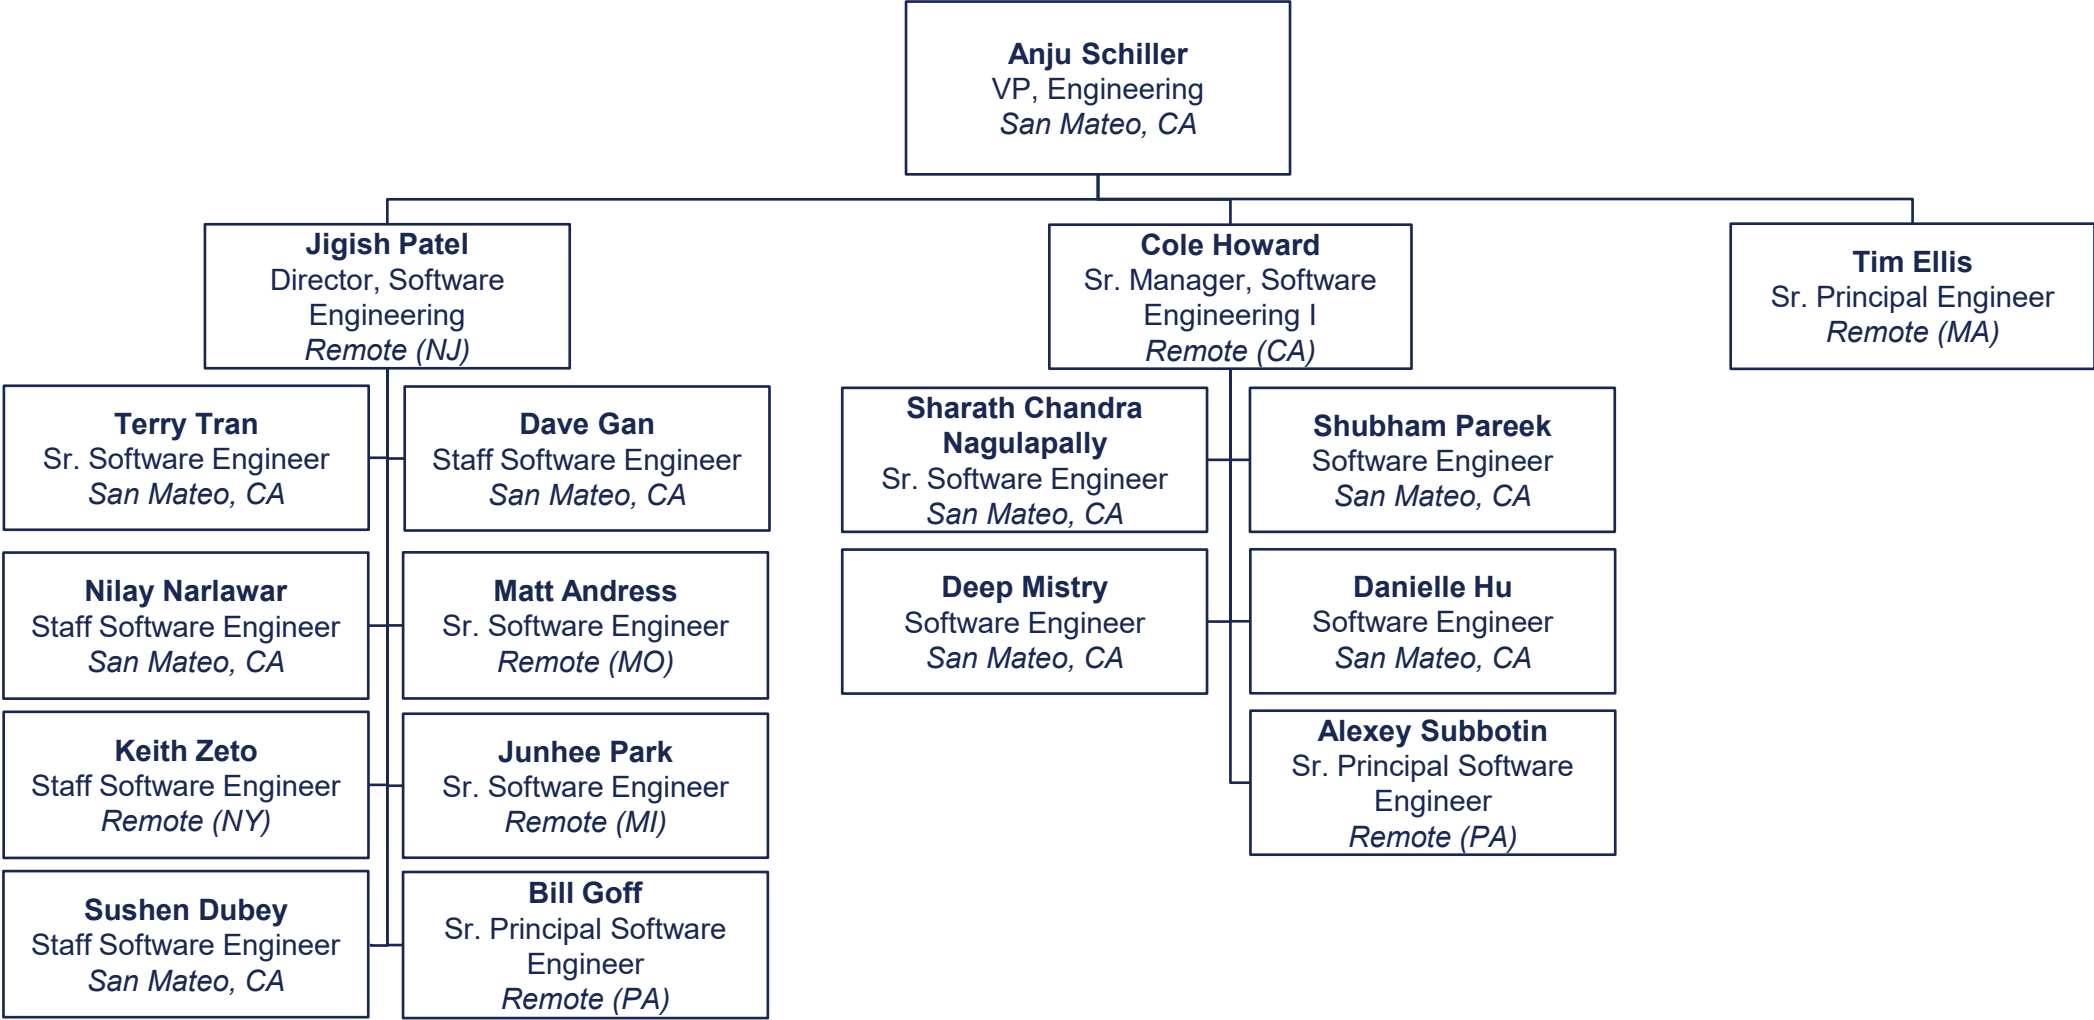 Anju Schiller
VP, Engineering
San Mateo, CA
Jigish Patel
Director, Software
Engineering
Remote (NJ)
Cole Howard
Sr. Manager, Software
Engineering I
Remote (CA)
Tim Ellis
Sr. Principal Engineer
Remote (MA)
Terry Tran
Sr. Software Engineer
San Mateo, CA
Dave Gan
Staff Software Engineer
San Mateo, CA
Nilay Narlawar
Staff Software Engineer
San Mateo, CA
Matt Andress
Sr. Software Engineer
Remote (MO)
Keith Zeto
Staff Software Engineer
Remote (NY)
Junhee Park
Sr. Software Engineer
Remote (MI)
Sushen Dubey
Staff Software Engineer
San Mateo, CA
Bill Goff
Sr. Principal Software
Engineer
Remote (PA)
Sharath Chandra
Nagulapally
Sr. Software Engineer
San Mateo, CA
Shubham Pareek
Software Engineer
San Mateo, CA
Deep Mistry
Software Engineer
San Mateo, CA
Danielle Hu
Software Engineer
San Mateo, CA
Alexey Subbotin
Sr. Principal Software
Engineer
Remote (PA)